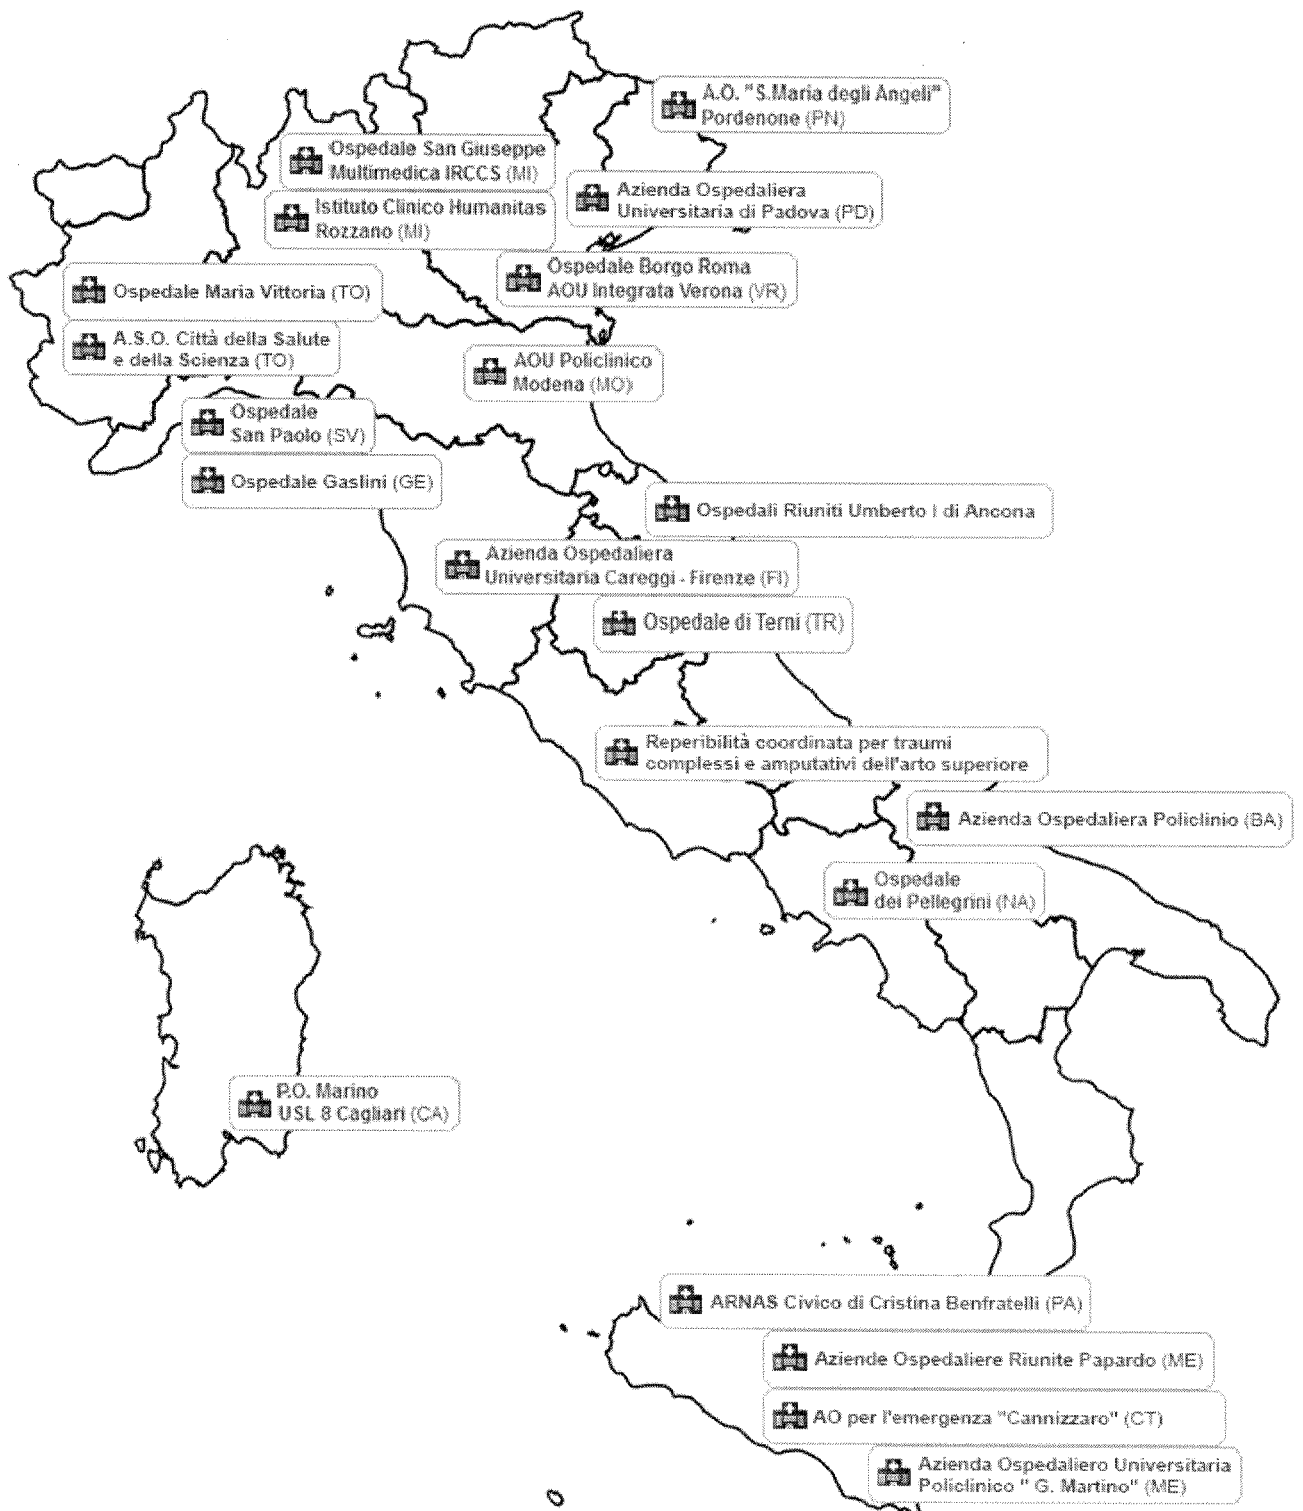 A.O. "S.Maria degli Angeli"
Pordenone (PN)
Ospedale San Giuseppe
Multimedica IRCCS (MI)
Azienda Ospedaliera
Universitaria di Padova (PD)
Istituto Clinico Humanitas
Rozzano (MI)
Ospedale Borgo Roma
AOU Integrata Verona (VR)
Ospedale Maria Vittoria (TO)
A.S.O. Città della Salute
e della Scienza (TO)
AOU Policlinico
Modena (MO)
Ospedale
San Paolo (SV)
Ospedale Gaslini (GE)
Ospedali Riuniti Umberto I di Ancona
Azienda Ospedaliera
Universitaria Careggi - Firenze (FI)
Ospedale di Terni (TR)
Reperibilità coordinata per traumi
complessi e amputativi dell'arto superiore
Azienda Ospedaliera Policlinio (BA)
Ospedale
dei Pellegrini (NA)
P.O. Marino
USL 8 Cagliari (CA)
ARNAS Civico di Cristina Benfratelli (PA)
Aziende Ospedaliere Riunite Papardo (ME)
AO per l'emergenza "Cannizzaro" (CT)
Azienda Ospedaliero Universitaria
Policlinico " G. Martino" (ME)